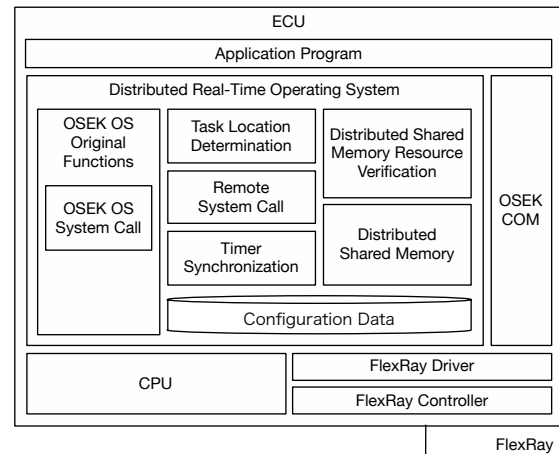 ECU
Application Program
Distributed Real-Time Operating System
OSEK OS
Original
Functions
OSEK OS
System Call
Task Location
Determination
Remote
System Call
Timer
Synchronization
Distributed Shared
Memory Resource
Verification
Distributed
Shared Memory
Configuration Data
OSEK
COM
CPU
FlexRay Driver
FlexRay Controller
FlexRay